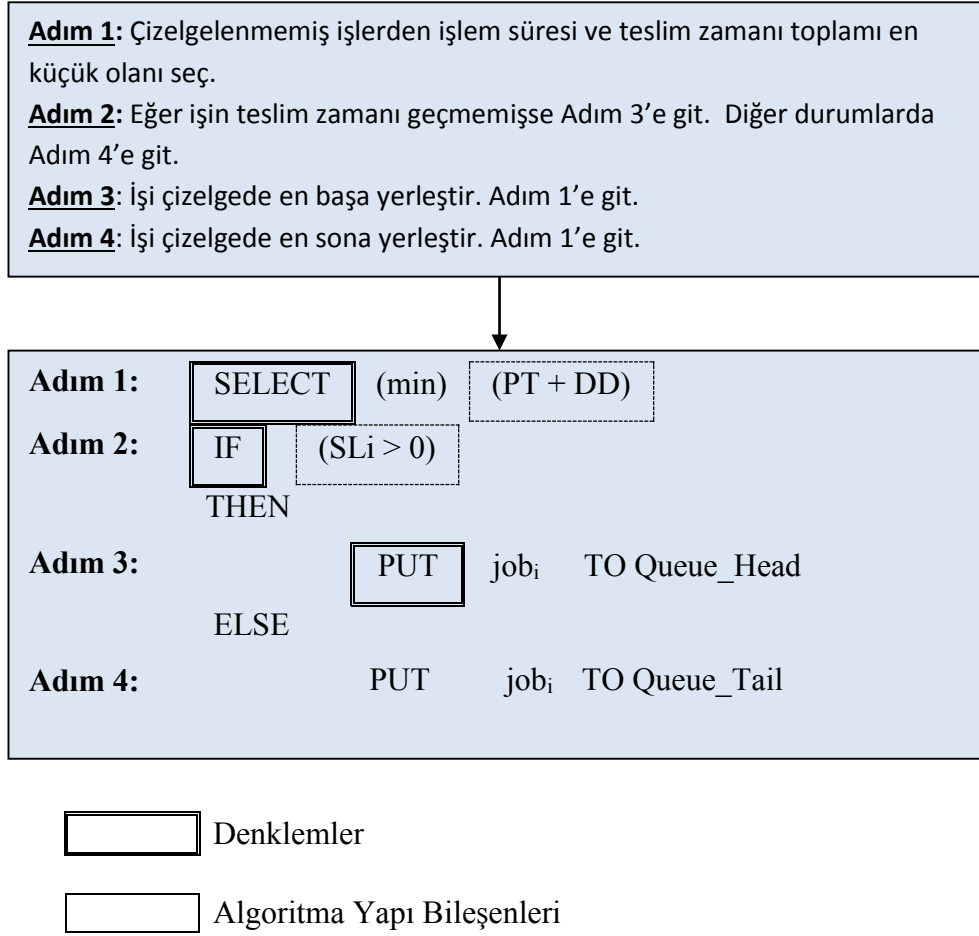 Adım 1: Çizelgelenmemiş işlerden işlem süresi ve teslim zamanı toplamı en
küçük olanı seç.
Adım 2: Eğer işin teslim zamanı geçmemişse Adım 3’e git. Diğer durumlarda
Adım 4’e git.
Adım 3: İşi çizelgede en başa yerleştir. Adım 1’e git.
Adım 4: İşi çizelgede en sona yerleştir. Adım 1’e git.
Adım 1: SELECT (min) (PT + DD)
Adım 2: IF (SLi > 0)
THEN
Adım 3: PUT jobᵢ TO Queue_Head
ELSE
Adım 4: PUT jobᵢ TO Queue_Tail
Denklemler
Algoritma Yapı Bileşenleri